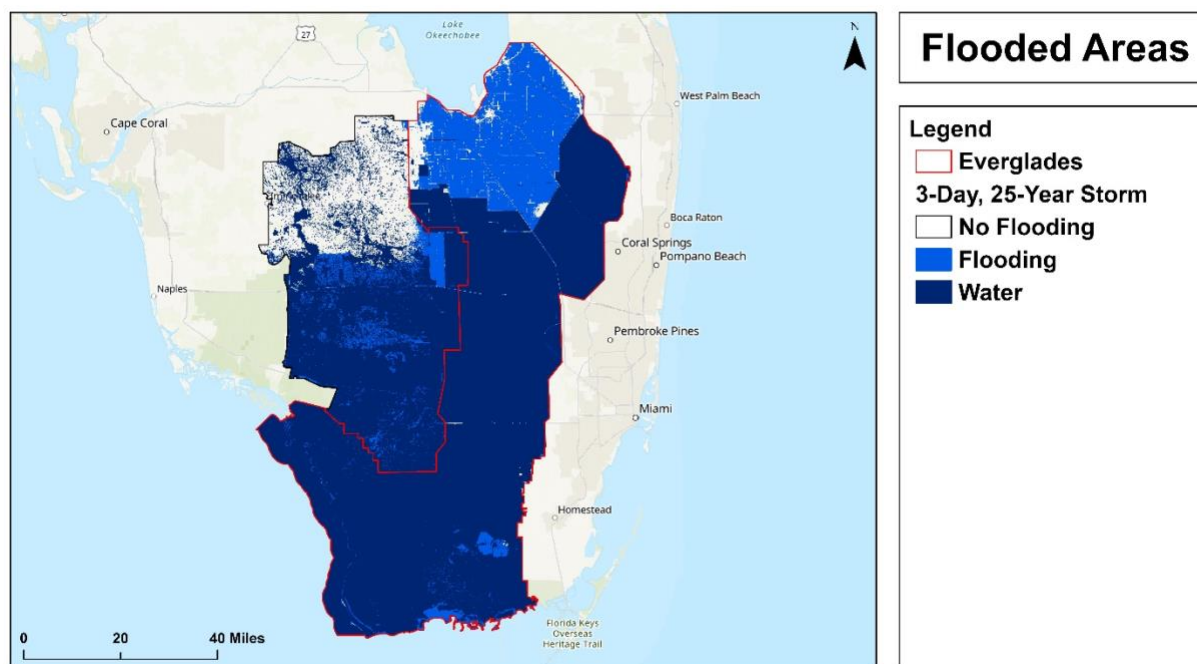 Lake
Okeechobee
27
N
West Palm Beach
Cape Coral
Boca Raton
Coral Springs
Pompano Beach
Naples
Pembroke Pines
Miami
Homestead
Florida Keys
Overseas
Heritage Trail
0 20 40 Miles
Flooded Areas
Legend
Everglades
3-Day, 25-Year Storm
No Flooding
Flooding
Water